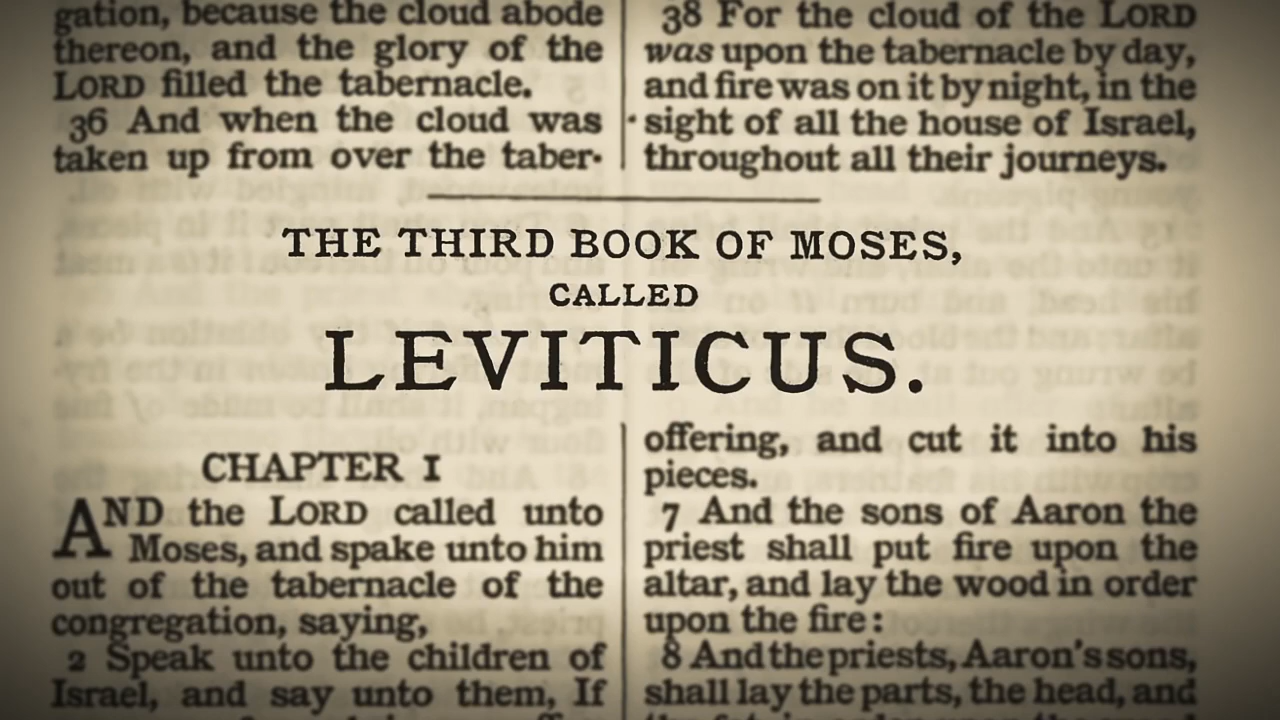 gation, because the cloud abode
thereon, and the glory of the
LORD filled the tabernacle.
36 And when the cloud was
taken up from over the taber-
38 For the cloud of the LORD
was upon the tabernacle by day,
and fire was on it by night, in the
sight of all the house of Israel,
throughout all their journeys.
THE THIRD BOOK OF MOSES,
CALLED
LEVITICUS.
CHAPTER I
AND the LORD called unto
Moses, and spake unto him
out of the tabernacle of the
congregation, saying,
2 Speak unto the children of
Israel, and say unto them, If
offering, and cut it into his
pieces.
7 And the sons of Aaron the
priest shall put fire upon the
altar, and lay the wood in order
upon the fire:
8 And the priests, Aaron's sons,
shall lay the parts, the head, and